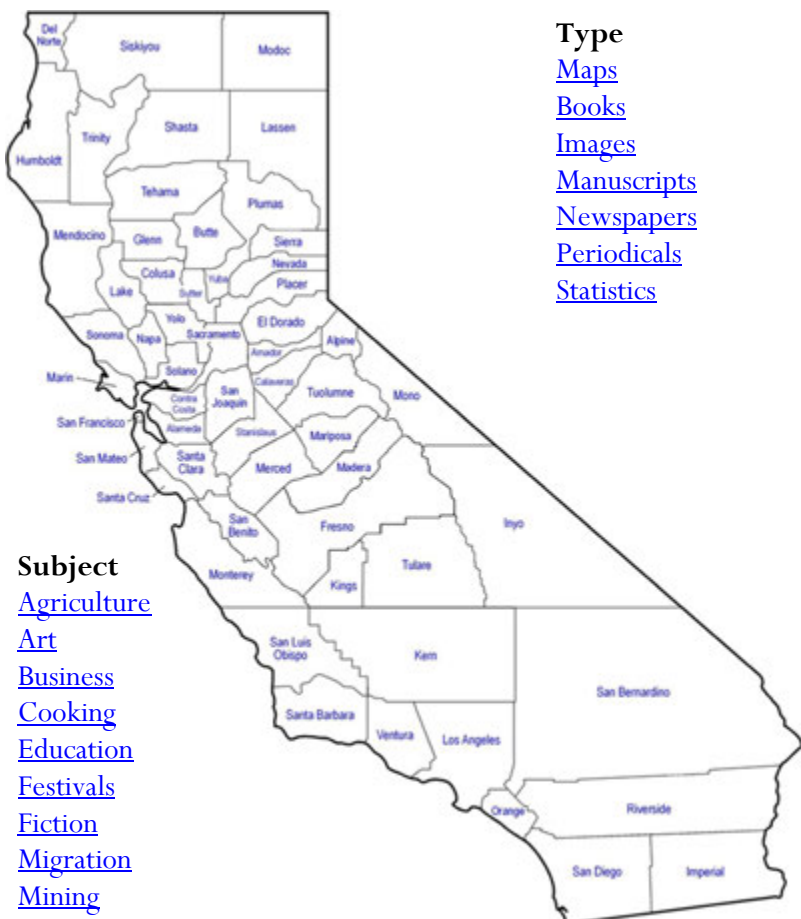 Del
Norte
Siskiyou
Modoc
Type
Maps
Books
Images
Manuscripts
Newspapers
Periodicals
Statistics
Humboldt
Trinity
Shasta
Lassen
Tehama
Plumas
Mendocino
Glenn
Butte
Sierra
Nevada
Placer
Lake
Colusa
Sutter
Yuba
Sonoma
Napa
Yolo
Sacramento
El Dorado
Alpine
Amador
Solano
Marin
Contra
Costa
San
Joaquin
Calaveras
Tuolumne
Mono
San Francisco
Alameda
Stanislaus
Mariposa
San Mateo
Santa
Clara
Merced
Madera
Santa Cruz
San
Benito
Fresno
Inyo
Monterey
Kings
Tulare
San Luis
Obispo
Kern
San Bernardino
Santa Barbara
Ventura
Los Angeles
Orange
Riverside
San Diego
Imperial
Subject
Agriculture
Art
Business
Cooking
Education
Festivals
Fiction
Migration
Mining